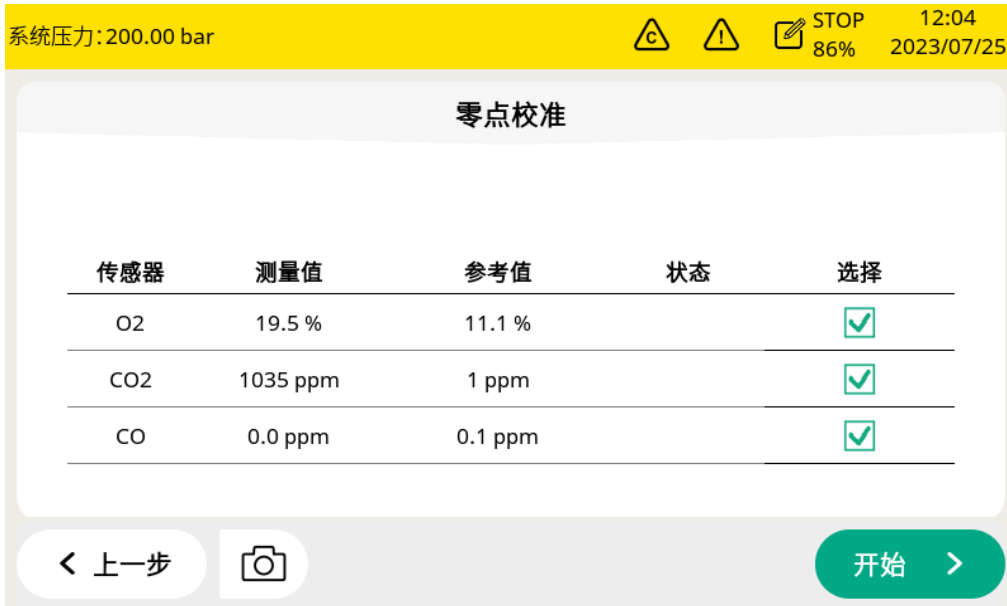 系统压力:200.00 bar
C
!
STOP
86%
12:04
2023/07/25
零点校准
传感器 测量值 参考值 状态 选择
O2 19.5 % 11.1 %
CO2 1035 ppm 1 ppm
CO 0.0 ppm 0.1 ppm
上一步
开始